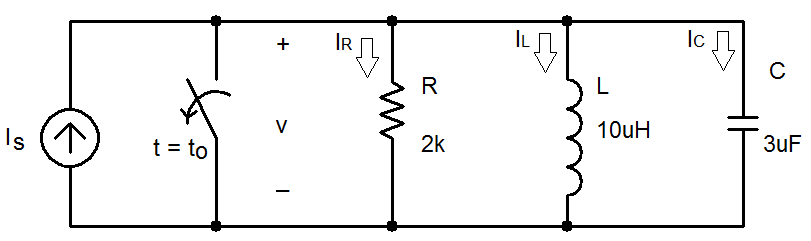 Is
t = to
+
v
–
IR
R
2k
IL
L
10uH
Ic
C
3uF